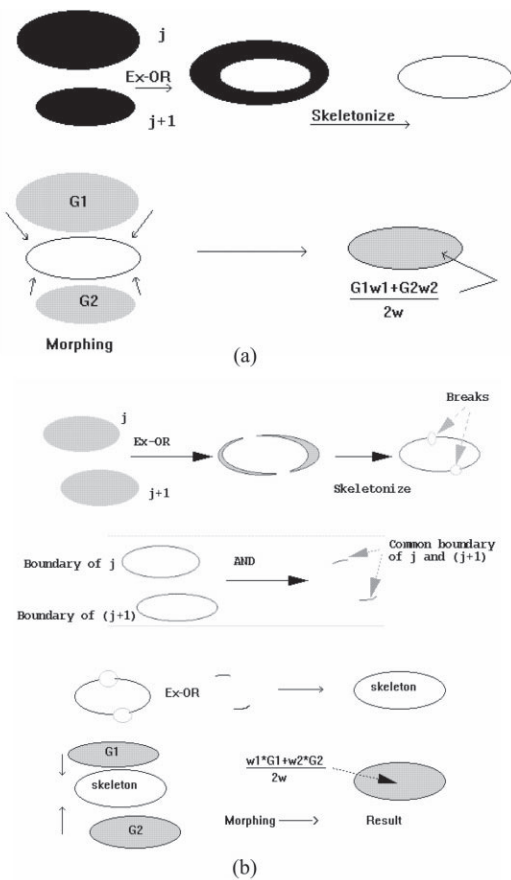 j
Ex-OR
j+1
Skeletonize
G1
G2
G1w1+G2w2
2w
Morphing
(a)
Breaks
j
Ex-OR
j+1
Skeletonize
Boundary of j
AND
Common boundary
of j and (j+1)
Boundary of (j+1)
Ex-OR
skeleton
G1
w1*G1+w2*G2
2w
skeleton
G2
Morphing
Result
(b)